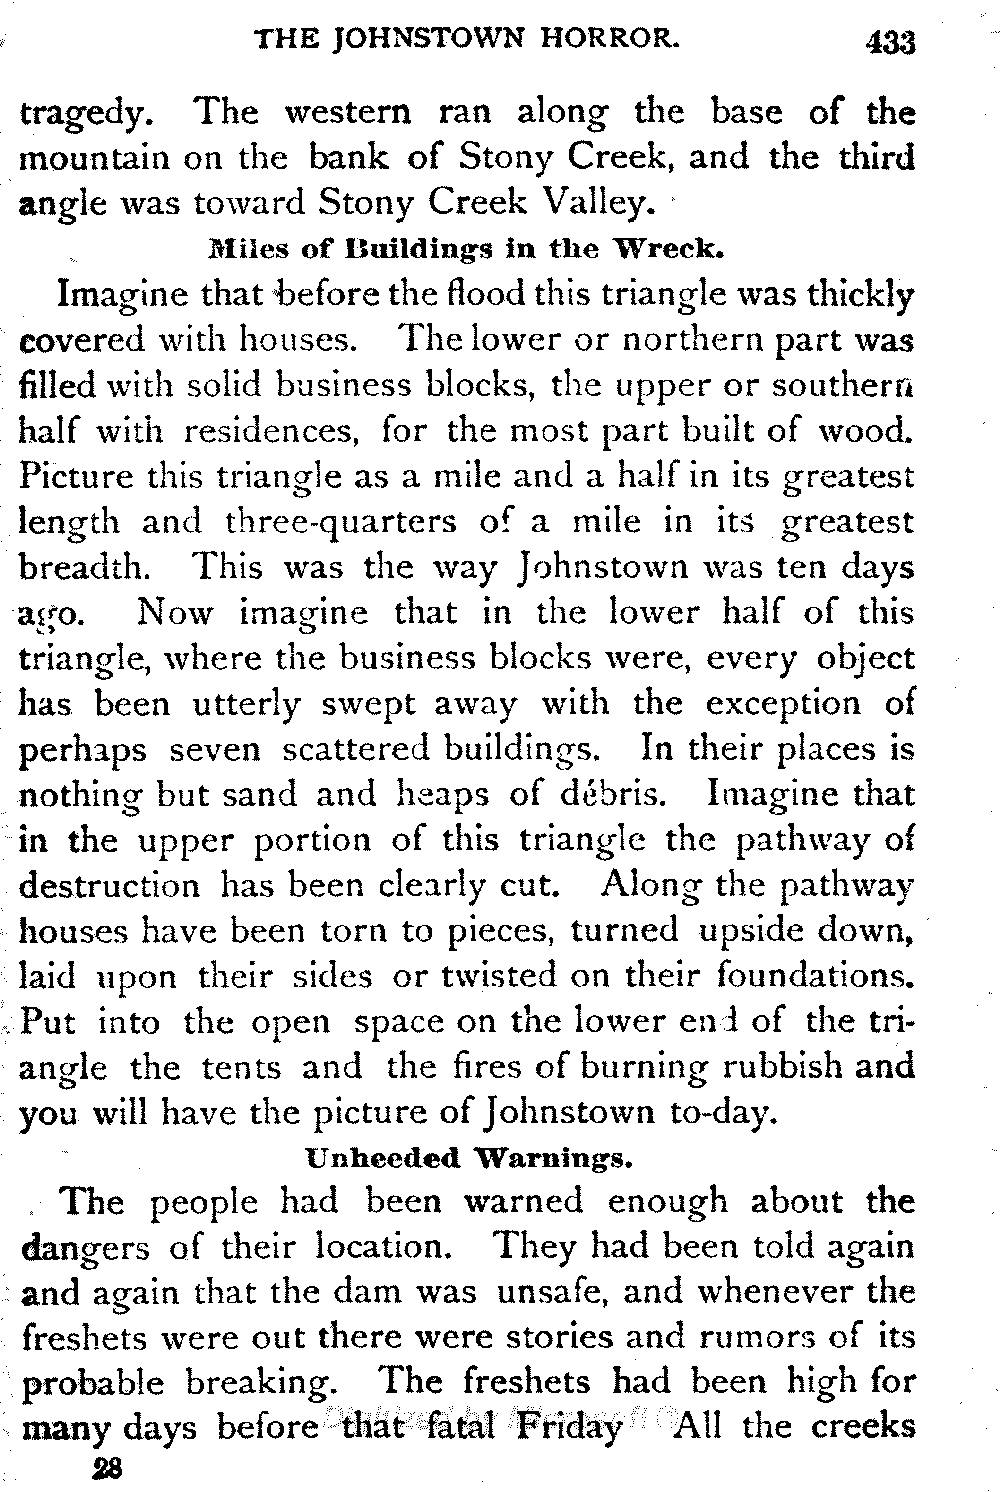 THE JOHNSTOWN HORROR. 433
tragedy. The western ran along the base of the
mountain on the bank of Stony Creek, and the third
angle was toward Stony Creek Valley.
Miles of Buildings in the Wreck.
Imagine that before the flood this triangle was thickly
covered with houses. The lower or northern part was
filled with solid business blocks, the upper or southern
half with residences, for the most part built of wood.
Picture this triangle as a mile and a half in its greatest
length and three-quarters of a mile in its greatest
breadth. This was the way Johnstown was ten days
ago. Now imagine that in the lower half of this
triangle, where the business blocks were, every object
has been utterly swept away with the exception of
perhaps seven scattered buildings. In their places is
nothing but sand and heaps of débris. Imagine that
in the upper portion of this triangle the pathway of
destruction has been clearly cut. Along the pathway
houses have been torn to pieces, turned upside down,
laid upon their sides or twisted on their foundations.
Put into the open space on the lower end of the tri-
angle the tents and the fires of burning rubbish and
you will have the picture of Johnstown to-day.
Unheeded Warnings.
The people had been warned enough about the
dangers of their location. They had been told again
and again that the dam was unsafe, and whenever the
freshets were out there were stories and rumors of its
probable breaking. The freshets had been high for
many days before that fatal Friday All the creeks
28